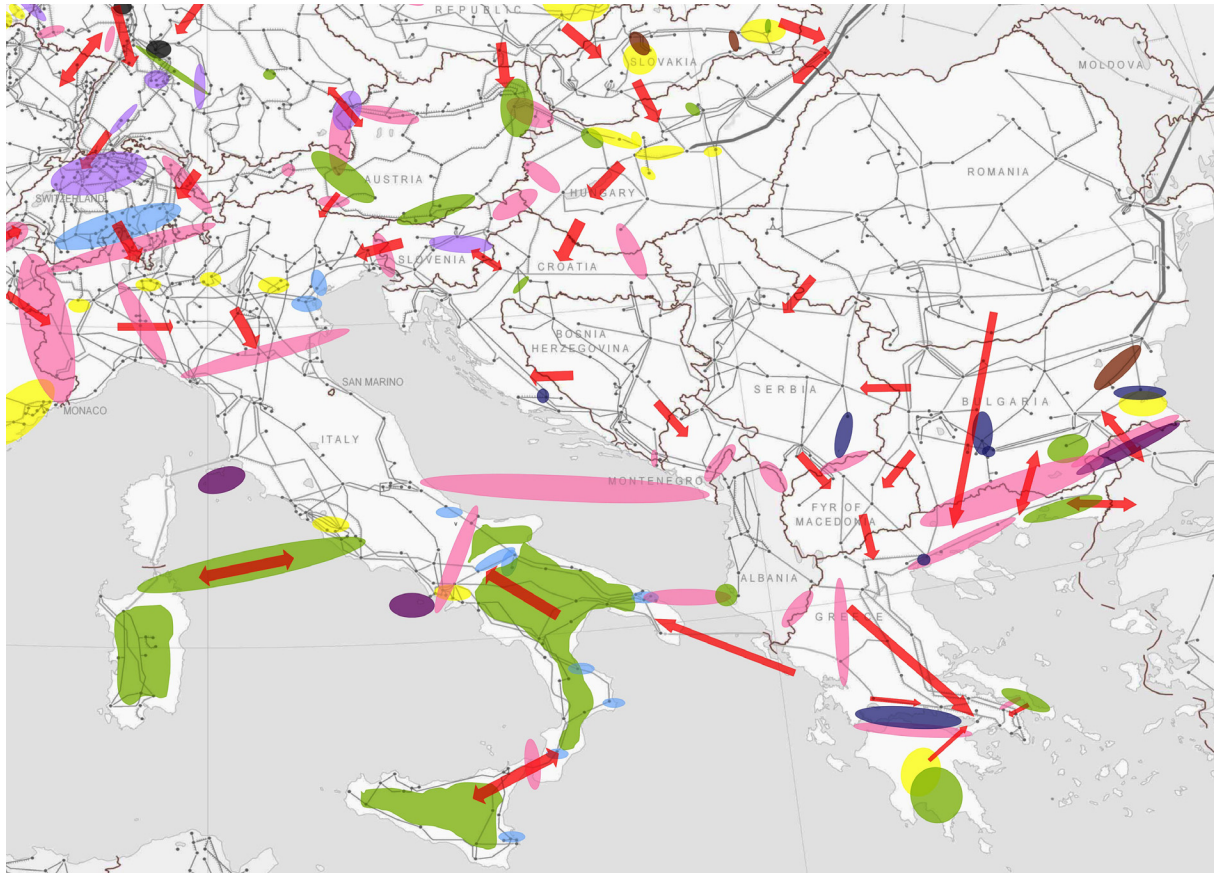 REPUBLIC
SLOVAKIA
MOLDOVA
AUSTRIA
ROMANIA
HUNGARY
SWITZERLAND
SLOVENIA
CROATIA
BOSNIA
HERZEGOVINA
SAN MARINO
SERBIA
BULGARIA
MONACO
ITALY
MONTENEGRO
FYR OF
MACEDONIA
ALBANIA
GREECE